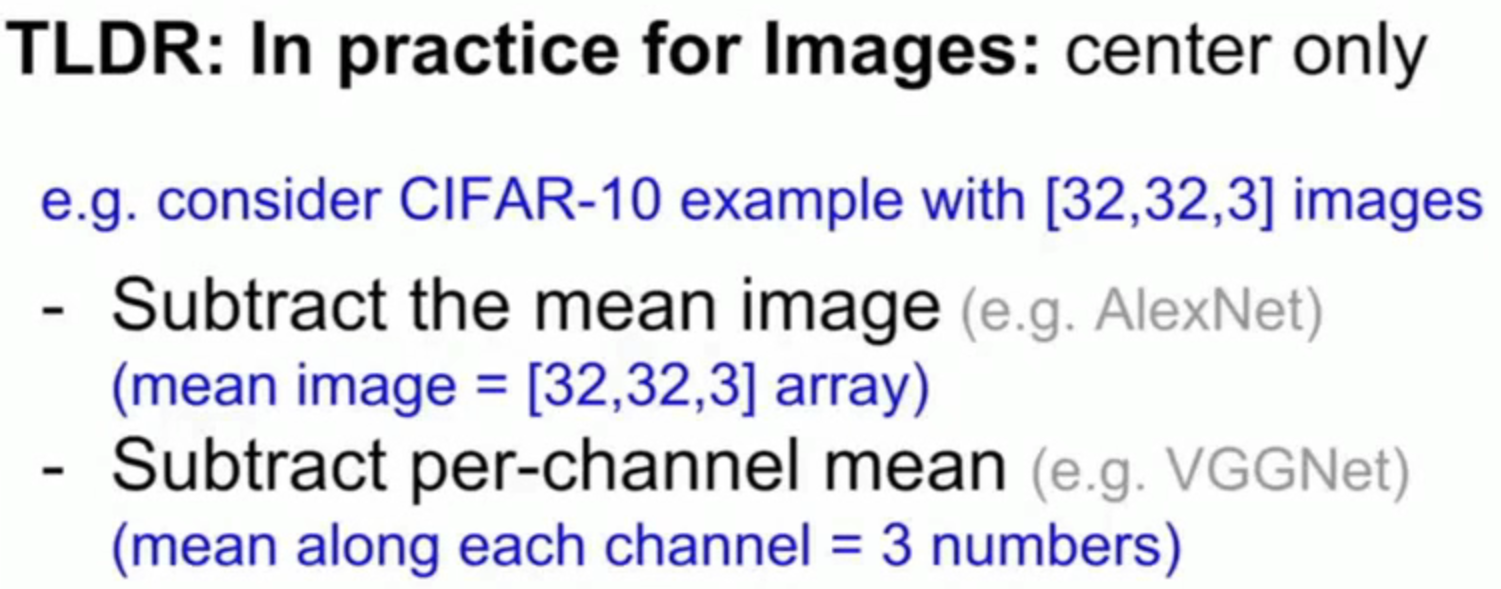 TLDR: In practice for Images: center only
e.g. consider CIFAR-10 example with [32,32,3] images
- Subtract the mean image (e.g. AlexNet)
(mean image = [32,32,3] array)
- Subtract per-channel mean (e.g. VGGNet)
(mean along each channel = 3 numbers)